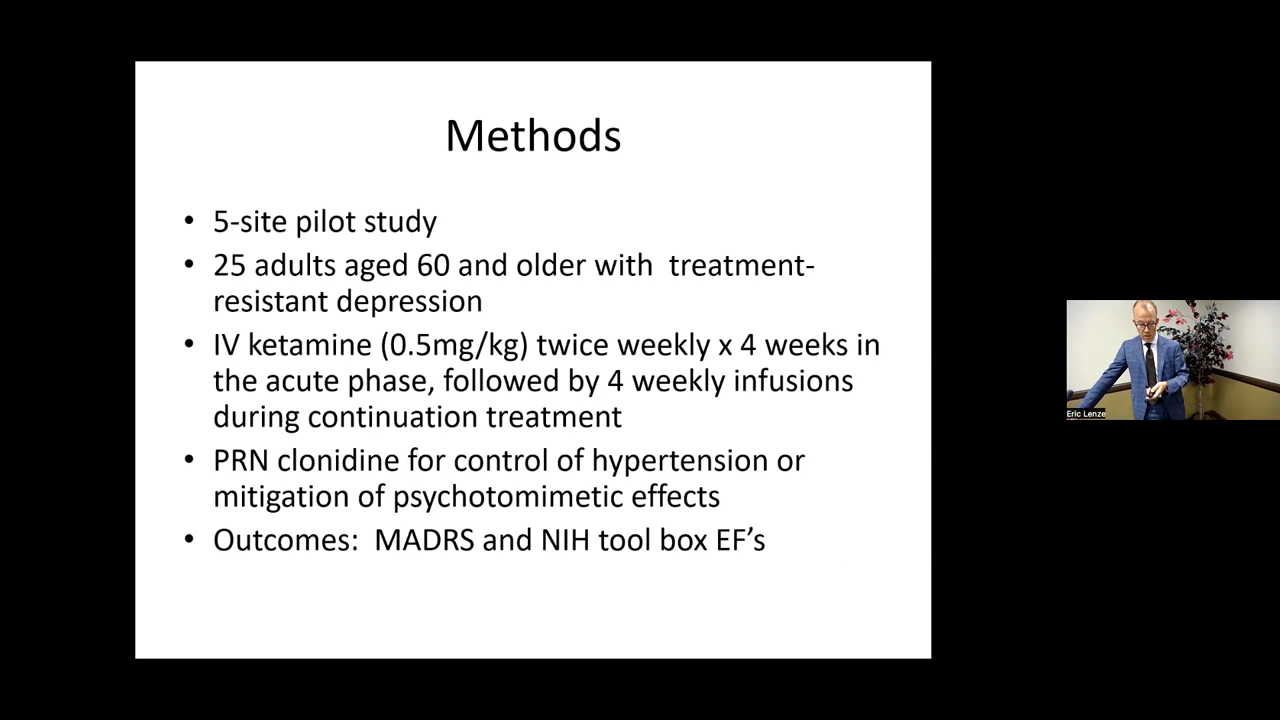 Methods
• 5-site pilot study
• 25 adults aged 60 and older with  treatment-
resistant depression
• IV ketamine (0.5mg/kg) twice weekly x 4 weeks in
the acute phase, followed by 4 weekly infusions
during continuation treatment
• PRN clonidine for control of hypertension or
mitigation of psychotomimetic effects
• Outcomes:  MADRS and NIH tool box EF’s
Eric Lenze